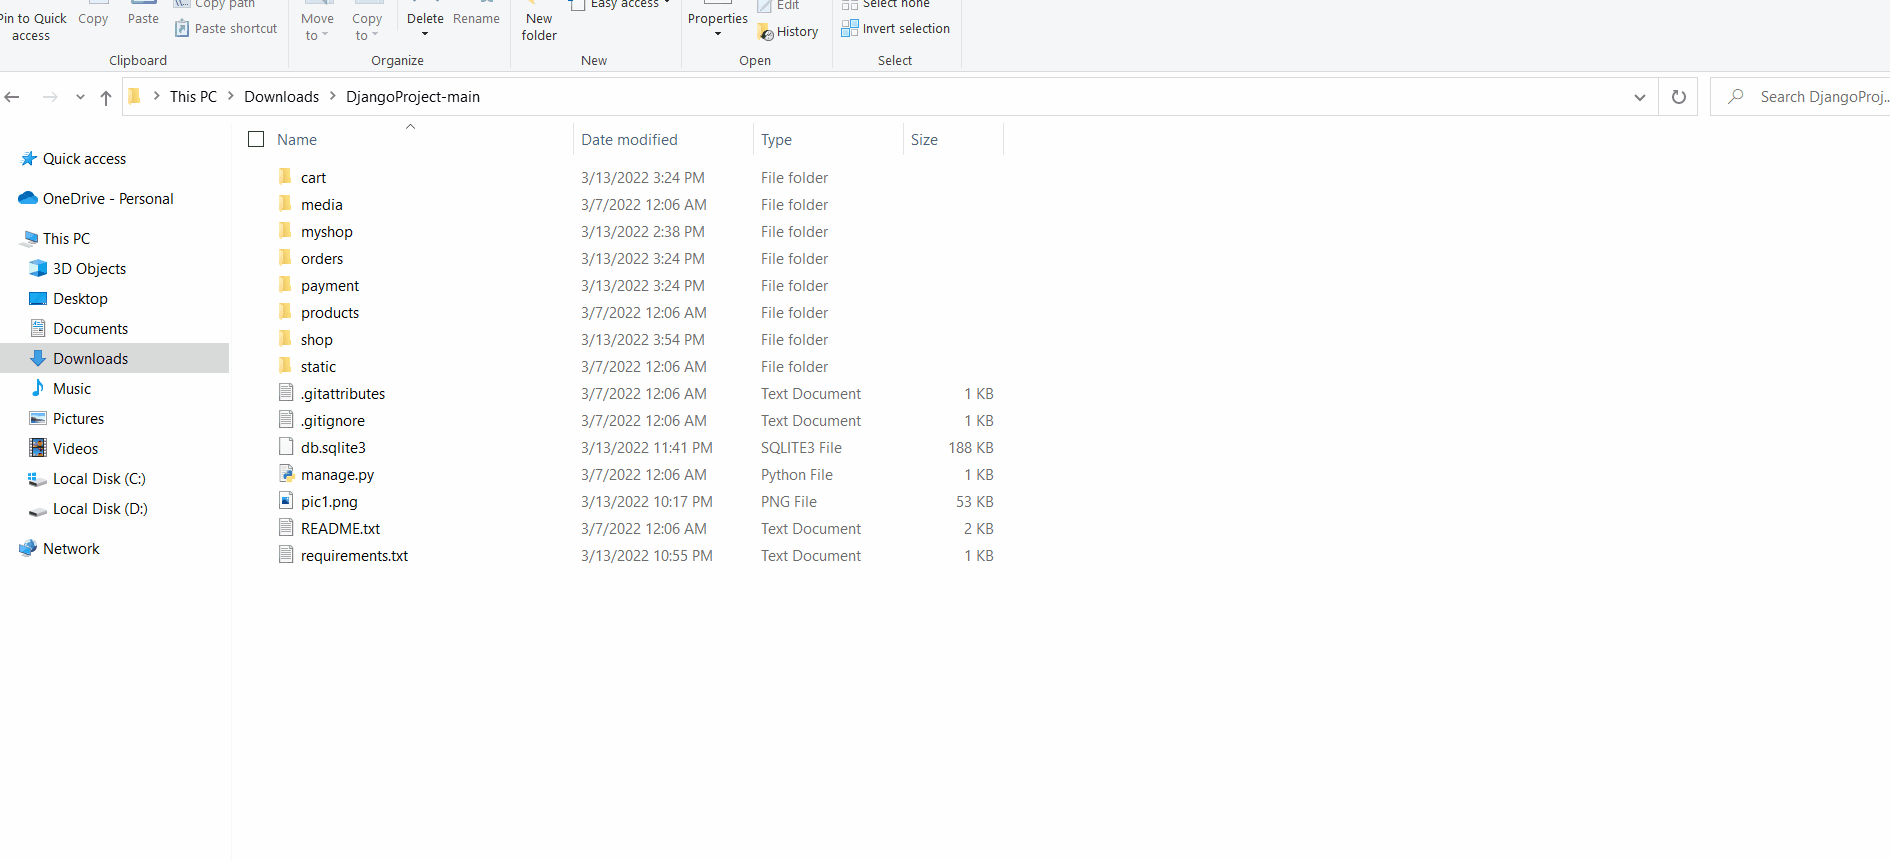 Copy path Easy access Edit Select none
Pin to Quick access Copy Paste Paste shortcut Move to Copy to Delete Rename New folder Properties History Invert selection
Clipboard Organize New Open Select
This PC Downloads DjangoProject-main Search DjangoProj...
Name Date modified Type Size
Quick access
OneDrive - Personal
This PC
3D Objects
Desktop
Documents
Downloads
Music
Pictures
Videos
Local Disk (C:)
Local Disk (D:)
Network
cart 3/13/2022 3:24 PM File folder
media 3/7/2022 12:06 AM File folder
myshop 3/13/2022 2:38 PM File folder
orders 3/13/2022 3:24 PM File folder
payment 3/13/2022 3:24 PM File folder
products 3/7/2022 12:06 AM File folder
shop 3/13/2022 3:54 PM File folder
static 3/7/2022 12:06 AM File folder
.gitattributes 3/7/2022 12:06 AM Text Document 1 KB
.gitignore 3/7/2022 12:06 AM Text Document 1 KB
db.sqlite3 3/13/2022 11:41 PM SQLITE3 File 188 KB
manage.py 3/7/2022 12:06 AM Python File 1 KB
pic1.png 3/13/2022 10:17 PM PNG File 53 KB
README.txt 3/7/2022 12:06 AM Text Document 2 KB
requirements.txt 3/13/2022 10:55 PM Text Document 1 KB